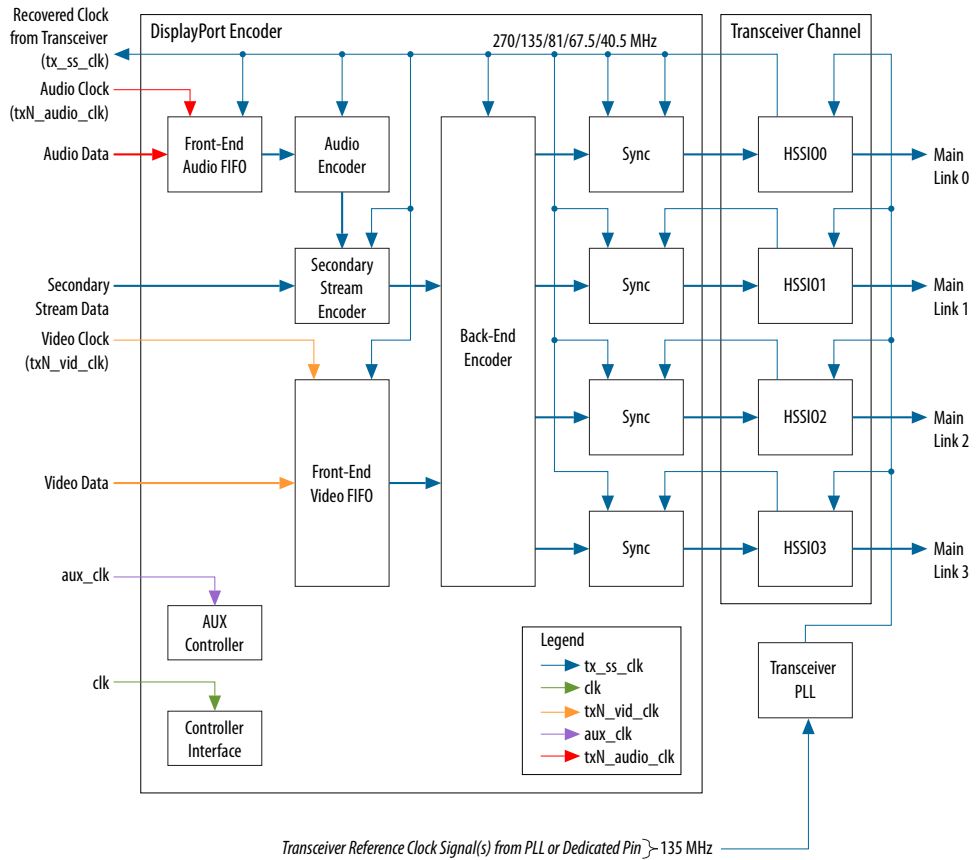 Recovered Clock
from Transceiver
(tx_ss_clk)
DisplayPort Encoder
270/135/81/67.5/40.5 MHz
Transceiver Channel
Audio Clock
(txN_audio_clk)
Audio Data
Front-End
Audio FIFO
Audio
Encoder
Sync
HSSI00
Main
Link 0
Secondary
Stream Data
Secondary
Stream
Encoder
Sync
HSSI01
Main
Link 1
Video Clock
(txN_vid_clk)
Back-End
Encoder
Sync
HSSI02
Main
Link 2
Video Data
Front-End
Video FIFO
Sync
HSSI03
Main
Link 3
aux_clk
AUX
Controller
clk
Controller
Interface
Legend
tx_ss_clk
clk
txN_vid_clk
aux_clk
txN_audio_clk
Transceiver
PLL
Transceiver Reference Clock Signal(s) from PLL or Dedicated Pin} 135 MHz